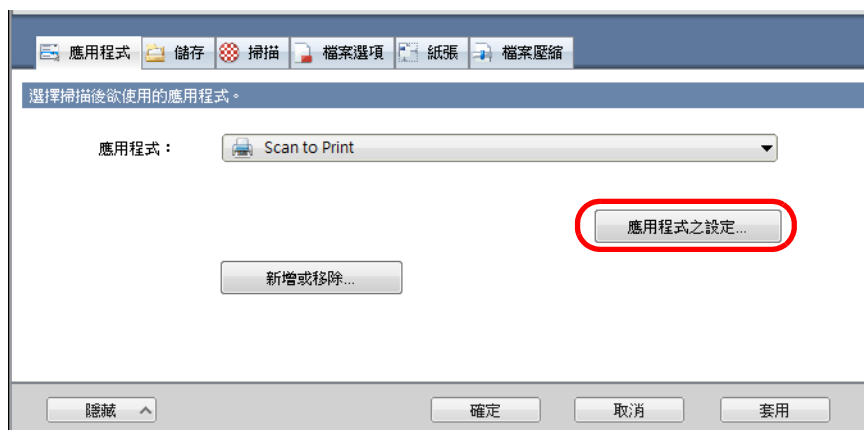 應用程式 儲存 掃描 檔案選項 紙張 檔案壓縮
選擇掃描後欲使用的應用程式。
應用程式： Scan to Print
應用程式之設定...
新增或移除...
隱藏 確定 取消 套用